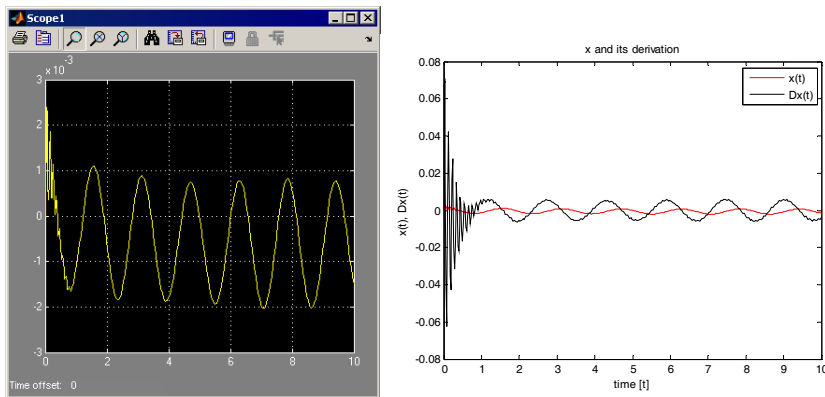 Scope1
x 10
-3
3
2
1
0
-1
-2
-3
0 2 4 6 8 10
Time offset: 0
x and its derivation
x(t)
Dx(t)
x(t), Dx(t)
0.08
0.06
0.04
0.02
0
-0.02
-0.04
-0.06
-0.08
0 1 2 3 4 5 6 7 8 9 10
time [t]